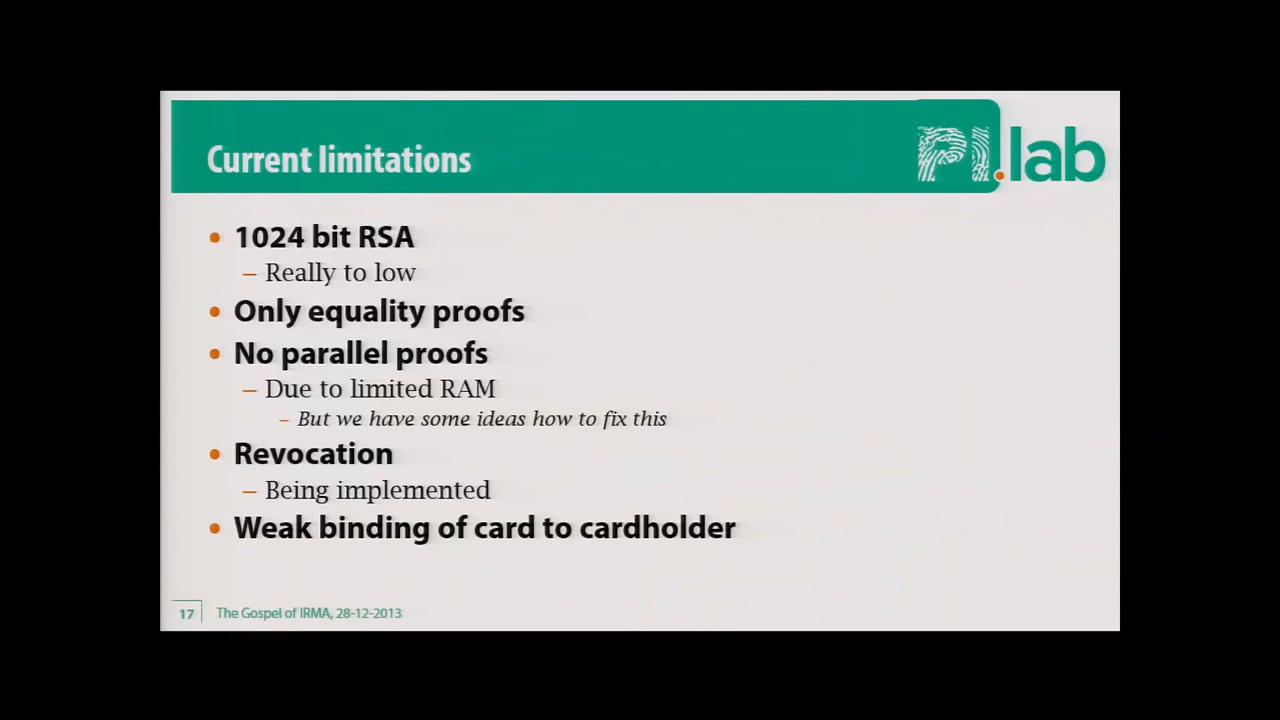 Current limitations
PI.lab
• 1024 bit RSA
– Really to low
• Only equality proofs
• No parallel proofs
– Due to limited RAM
– But we have some ideas how to fix this
• Revocation
– Being implemented
• Weak binding of card to cardholder
17 The Gospel of IRMA, 28-12-2013